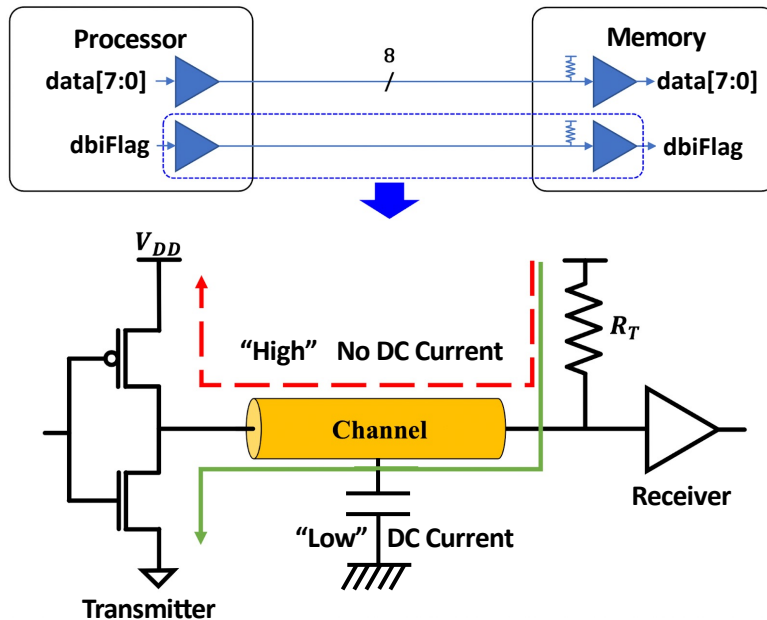 Processor
Memory
8
data[7:0]
data[7:0]
dbiFlag
dbiFlag
V_DD
"High" No DC Current
R_T
Channel
Receiver
"Low" DC Current
Transmitter